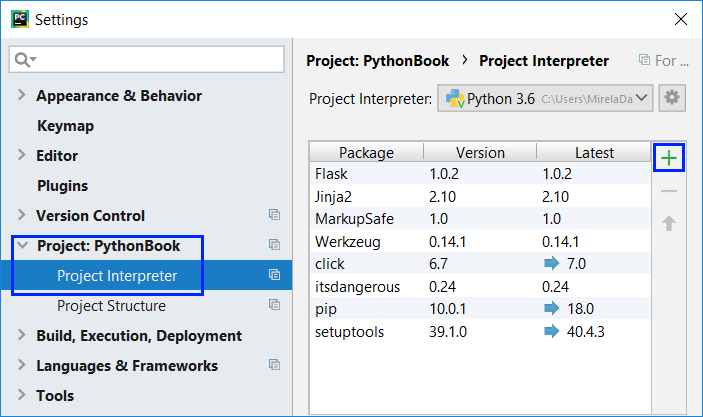 PC Settings
Appearance & Behavior
Keymap
Editor
Plugins
Version Control
Project: PythonBook
Project Interpreter
Project Structure
Build, Execution, Deployment
Languages & Frameworks
Tools
Project: PythonBook › Project Interpreter For ...
Project Interpreter: Python 3.6 C:\Users\MirelaDa
Package Version Latest
Flask 1.0.2 1.0.2
Jinja2 2.10 2.10
MarkupSafe 1.0 1.0
Werkzeug 0.14.1 0.14.1
click 6.7 7.0
itsdangerous 0.24 0.24
pip 10.0.1 18.0
setuptools 39.1.0 40.4.3